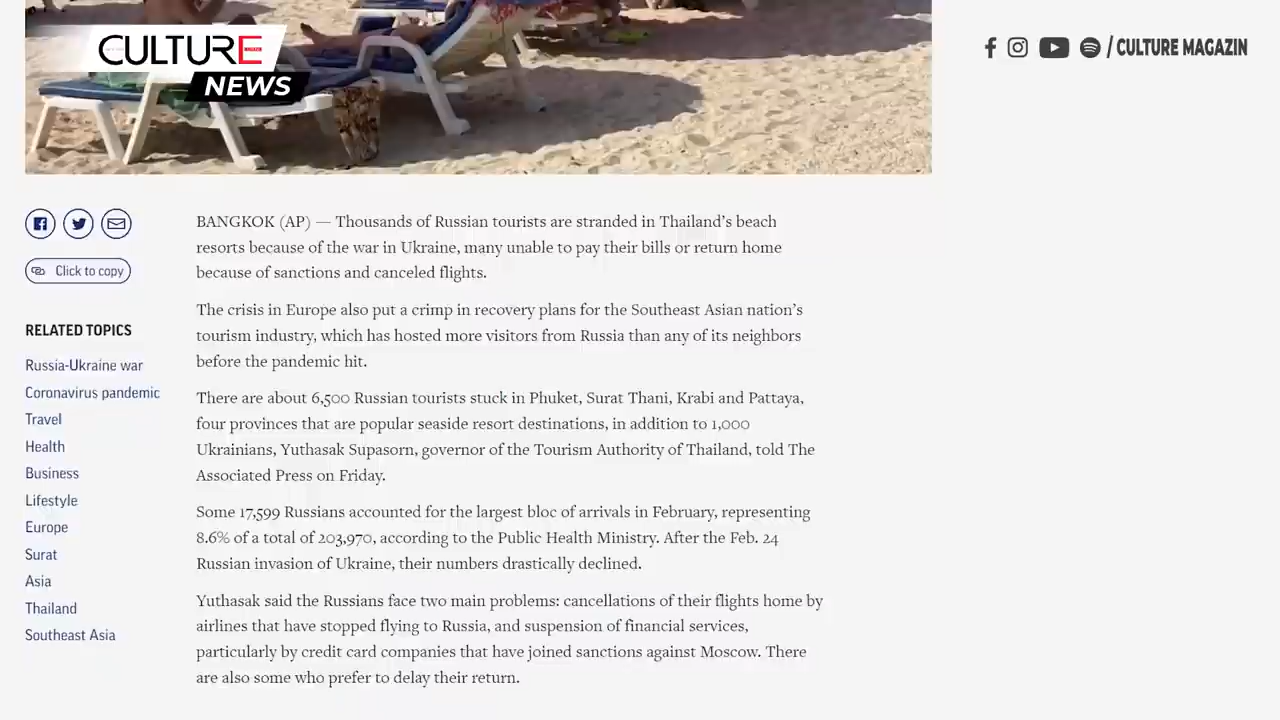 CULTURE
NEWS
/ CULTURE MAGAZIN
Click to copy
RELATED TOPICS
Russia-Ukraine war
Coronavirus pandemic
Travel
Health
Business
Lifestyle
Europe
Surat
Asia
Thailand
Southeast Asia
BANGKOK (AP) — Thousands of Russian tourists are stranded in Thailand’s beach
resorts because of the war in Ukraine, many unable to pay their bills or return home
because of sanctions and canceled flights.
The crisis in Europe also put a crimp in recovery plans for the Southeast Asian nation’s
tourism industry, which has hosted more visitors from Russia than any of its neighbors
before the pandemic hit.
There are about 6,500 Russian tourists stuck in Phuket, Surat Thani, Krabi and Pattaya,
four provinces that are popular seaside resort destinations, in addition to 1,000
Ukrainians, Yuthasak Supasorn, governor of the Tourism Authority of Thailand, told The
Associated Press on Friday.
Some 17,599 Russians accounted for the largest bloc of arrivals in February, representing
8.6% of a total of 203,970, according to the Public Health Ministry. After the Feb. 24
Russian invasion of Ukraine, their numbers drastically declined.
Yuthasak said the Russians face two main problems: cancellations of their flights home by
airlines that have stopped flying to Russia, and suspension of financial services,
particularly by credit card companies that have joined sanctions against Moscow. There
are also some who prefer to delay their return.